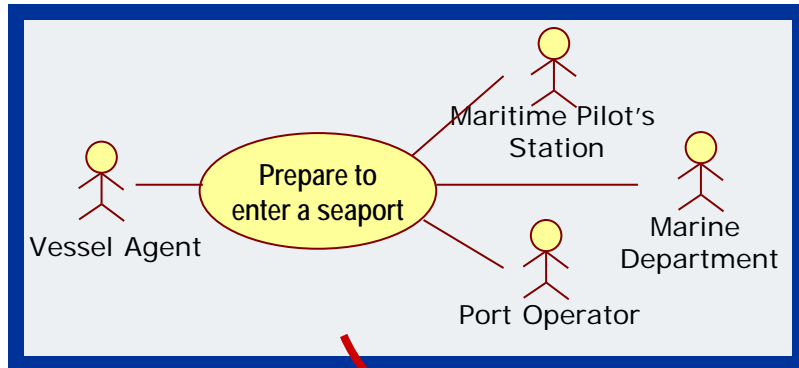 Maritime Pilot's
Station
Prepare to
enter a seaport
Vessel Agent
Marine
Department
Port Operator